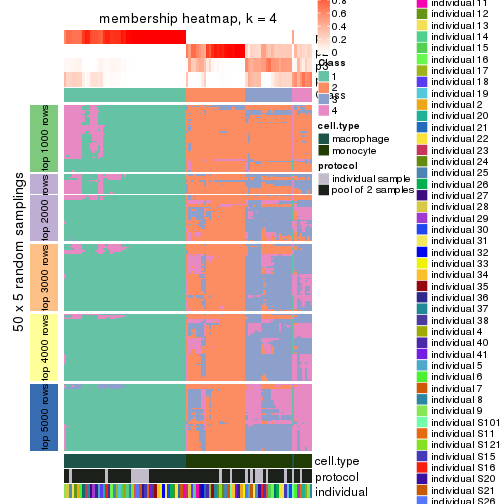 membership heatmap, k = 4
0.8
0.6
0.4
0.2
0
Class
1
2
3
4
cell.type
macrophage
monocyte
protocol
individual sample
pool of 2 samples
50 x 5 random samplings
top 1000 rows
top 2000 rows
top 3000 rows
top 4000 rows
top 5000 rows
cell.type
protocol
individual
individual 11
individual 12
individual 13
individual 14
individual 15
individual 16
individual 17
individual 18
individual 19
individual 2
individual 20
individual 21
individual 22
individual 23
individual 24
individual 25
individual 26
individual 27
individual 28
individual 29
individual 30
individual 31
individual 32
individual 33
individual 34
individual 35
individual 36
individual 37
individual 38
individual 4
individual 40
individual 41
individual 5
individual 6
individual 7
individual 8
individual 9
individual S101
individual S11
individual S121
individual S15
individual S16
individual S20
individual S21
individual S26